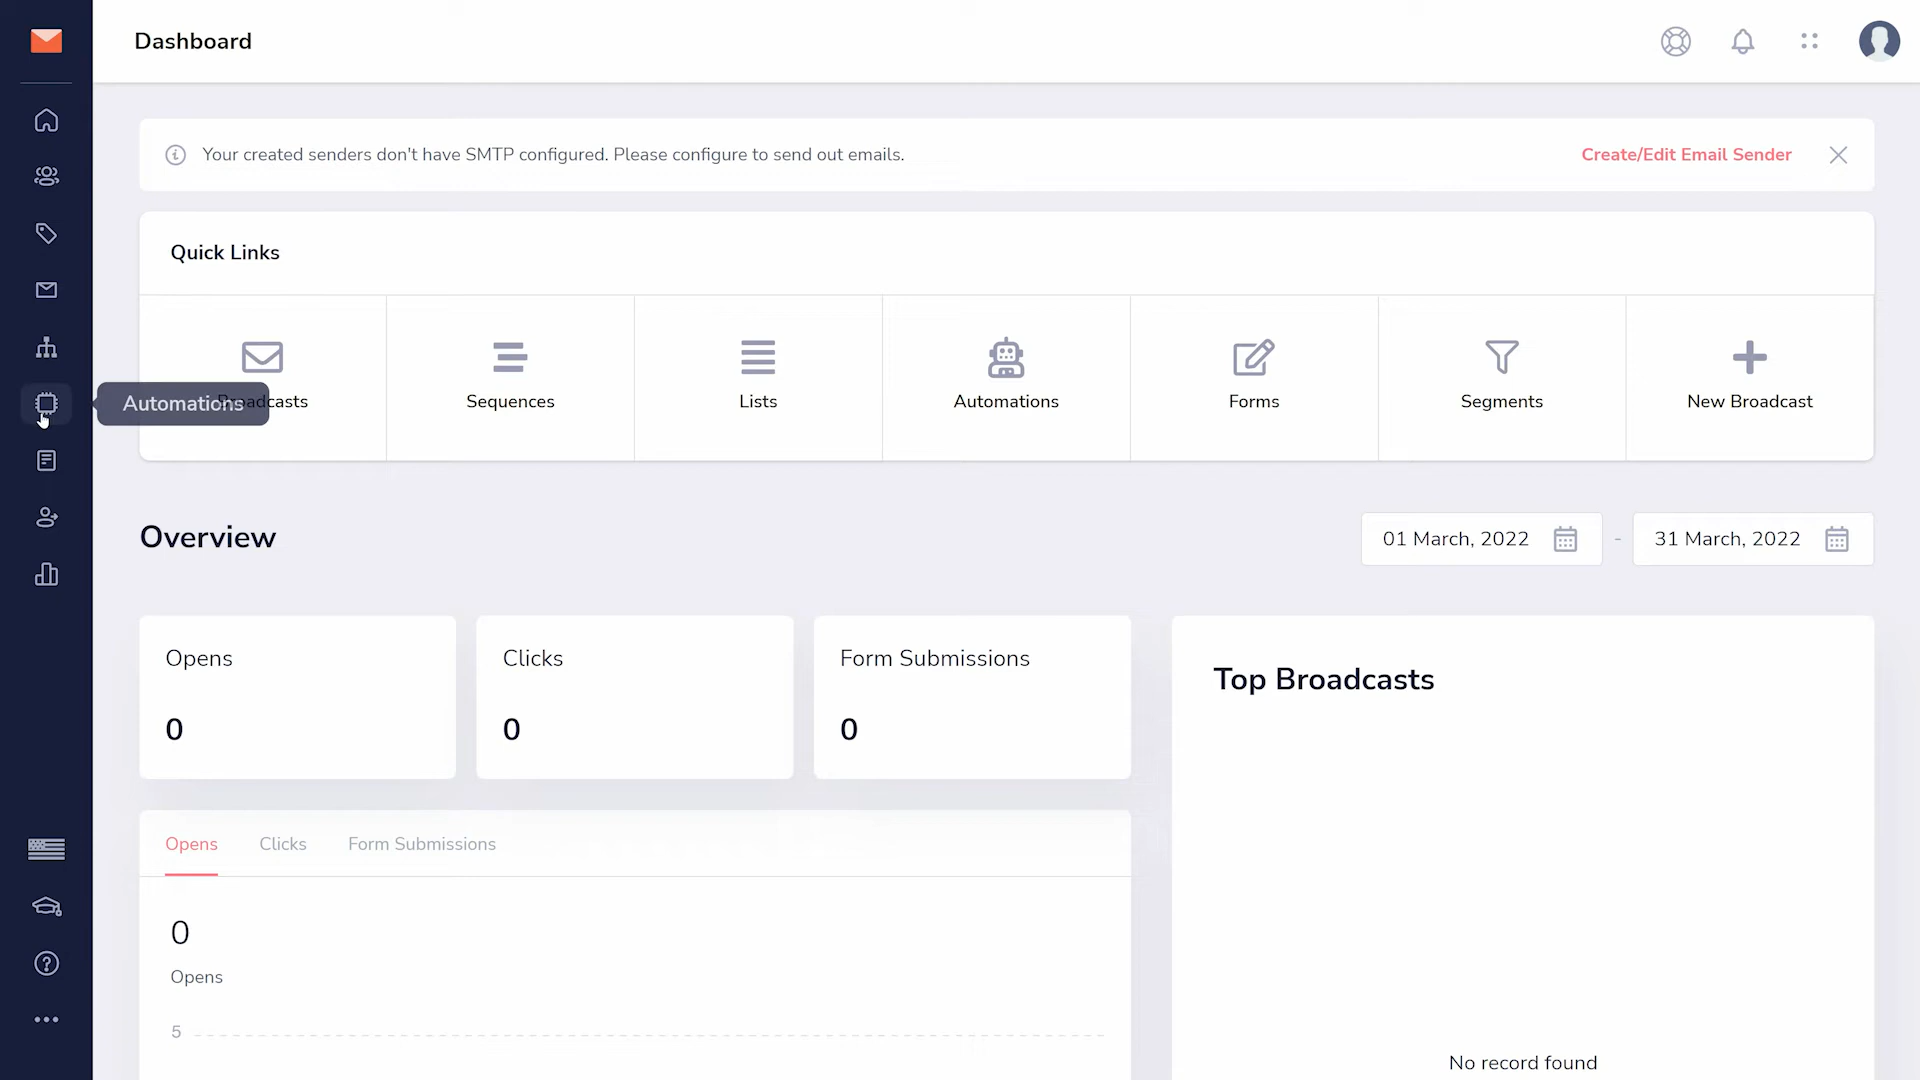 Dashboard
Your created senders don't have SMTP configured. Please configure to send out emails.
Create/Edit Email Sender
Quick Links
Automations
Broadcasts
Sequences
Lists
Automations
Forms
Segments
New Broadcast
Overview
01 March, 2022
-
31 March, 2022
Opens
0
Clicks
0
Form Submissions
0
Top Broadcasts
Opens
Clicks
Form Submissions
0
Opens
5
No record found